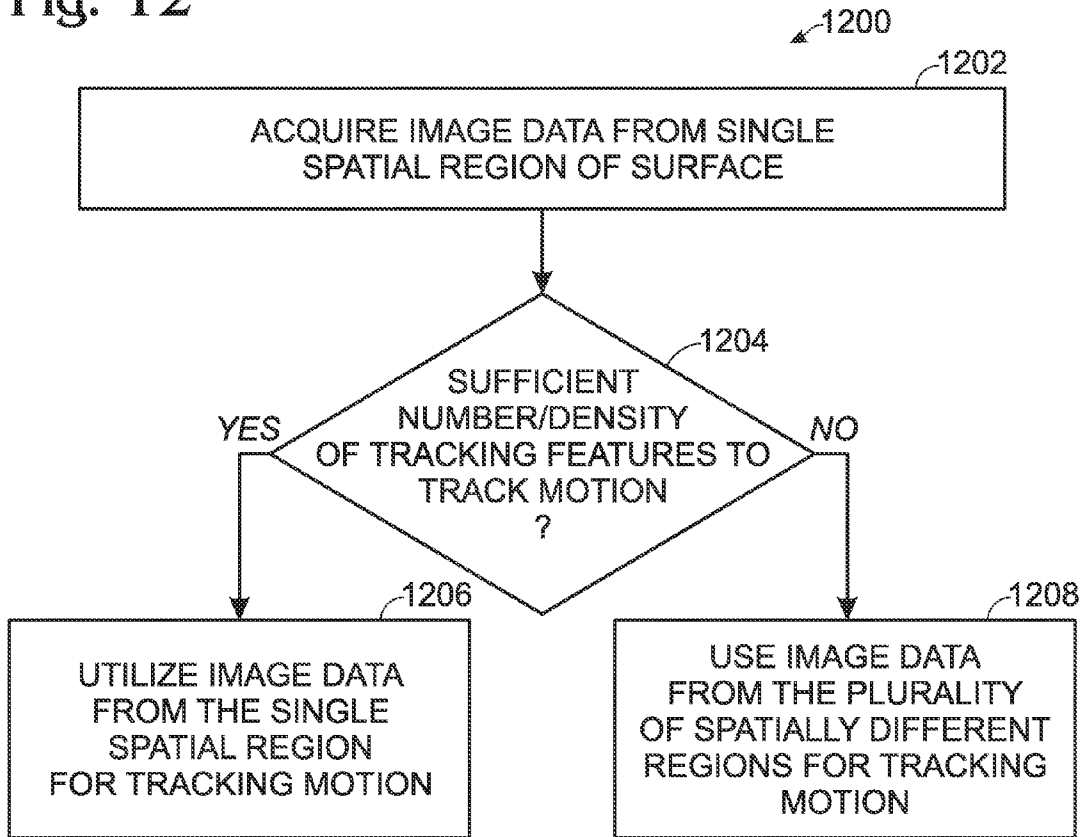 Fig. 12
1200
1202
ACQUIRE IMAGE DATA FROM SINGLE
SPATIAL REGION OF SURFACE
1204
SUFFICIENT
NUMBER/DENSITY
OF TRACKING FEATURES TO
TRACK MOTION
?
YES
NO
1206
UTILIZE IMAGE DATA
FROM THE SINGLE
SPATIAL REGION
FOR TRACKING MOTION
1208
USE IMAGE DATA
FROM THE PLURALITY
OF SPATIALLY DIFFERENT
REGIONS FOR TRACKING
MOTION